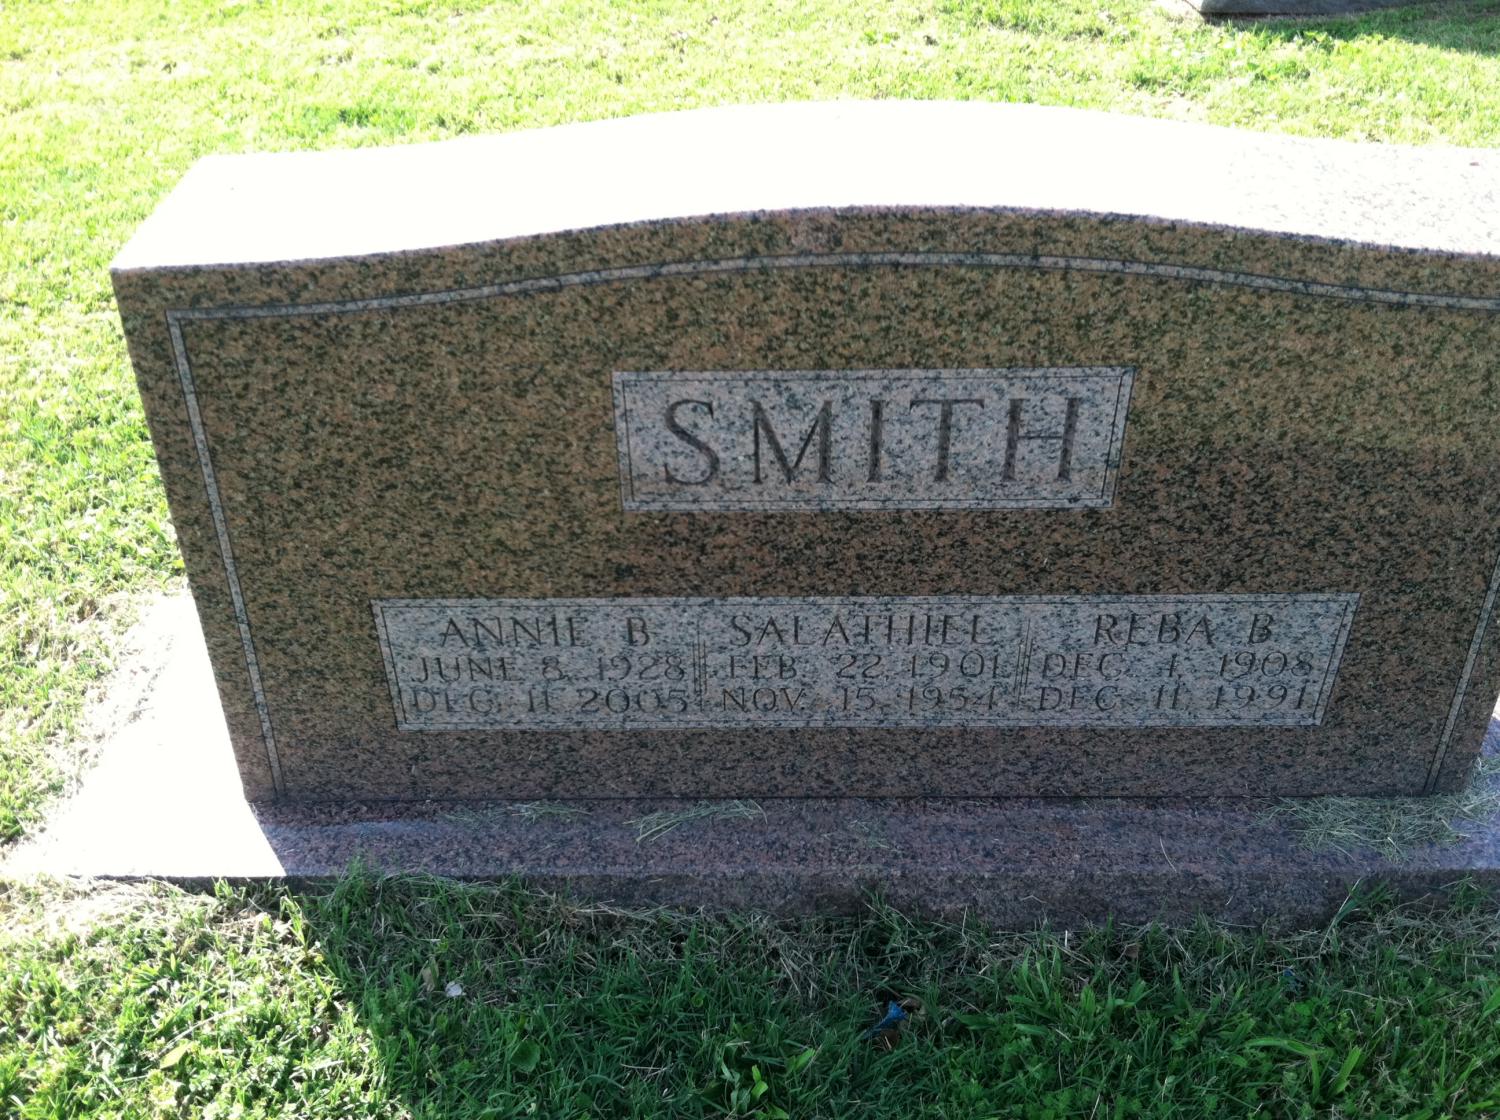 SMITH
ANNIE B
JUNE 8, 1928
DEC. 11, 2005
SALATHIEL
FEB. 22, 1901
NOV. 15, 1954
REBA B
DEC. 4, 1908
DEC. 11, 1991